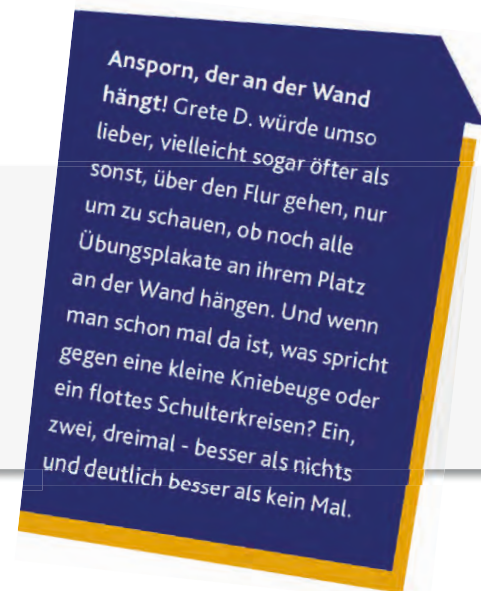 Ansporn, der an der Wand
hängt! Grete D. würde umso
lieber, vielleicht sogar öfter als
sonst, über den Flur gehen, nur
um zu schauen, ob noch alle
Übungsplakate an ihrem Platz
an der Wand hängen. Und wenn
man schon mal da ist, was spricht
gegen eine kleine Kniebeuge oder
ein flottes Schulterkreisen? Ein,
zwei, dreimal - besser als nichts
und deutlich besser als kein Mal.